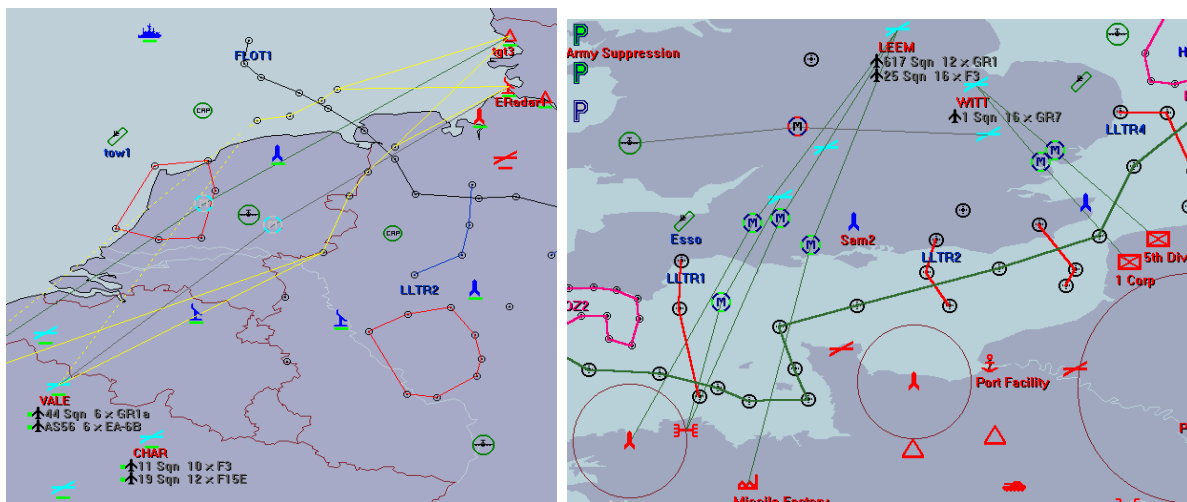 FLOT1
tgt3
ERadar1
CAP
tow1
CAP
LLTR2
VALE
44 Sqn 6 x GR1a
AS56 6 x EA-6B
CHAR
11 Sqn 10 x F3
19 Sqn 12 x F15E
P
Army Suppression
P
P
LEEM
617 Sqn 12 x GR1
25 Sqn 16 x F3
WITT
1 Sqn 16 x GR7
LLTR4
H
M
M
M
M
M
M
M
Esso
Sam2
LLTR1
LLTR2
5th Div
1 Corp
OZ2
Port Facility
P
Missile Factory